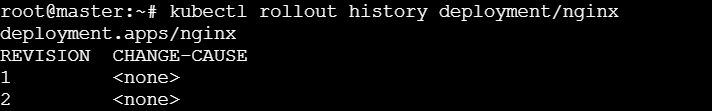 root@master:~# kubectl rollout history deployment/nginx
deployment.apps/nginx
REVISION  CHANGE-CAUSE
1         <none>
2         <none>